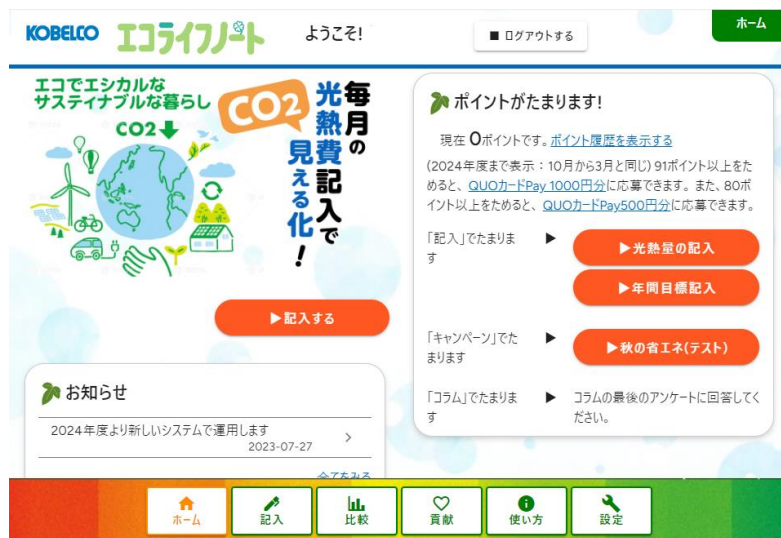 KOBELCO エコライフノート ようこそ! ■ ログアウトする ホーム
エコでエシカルな
サスティナブルな暮らし
CO2
毎月の
光熱費記入で
CO2
見える化!
▶記入する
お知らせ
2024年度より新しいシステムで運用します
2023-07-27
全てをみる
ポイントがたまります!
現在 0ポイントです。ポイント履歴を表示する
(2024年度まで表示:10月から3月と同じ) 91ポイント以上をた
めると、QUOカードPay 1000円分に応募できます。また、80ポ
イント以上をためると、QUOカードPay500円分に応募できます。
「記入」でたまりま
す
▶
▶光熱量の記入
▶年間目標記入
「キャンペーン」でた
まります
▶
▶秋の省エネ(テスト)
「コラム」でたまりま
す
▶
コラムの最後のアンケートに回答してく
ださい。
ホーム 記入 比較 貢献 使い方 設定